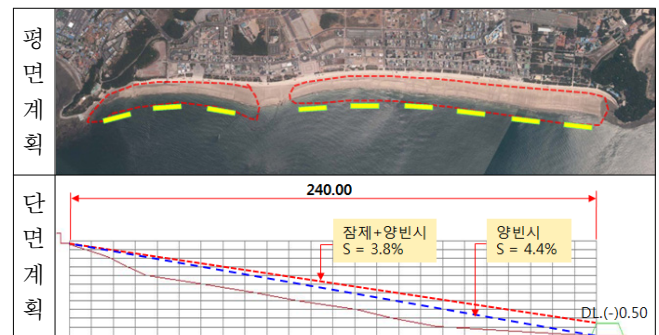 평면계획
240.00
단면계획
잠제+양빈시
S = 3.8%
양빈시
S = 4.4%
DL.(-)0.50